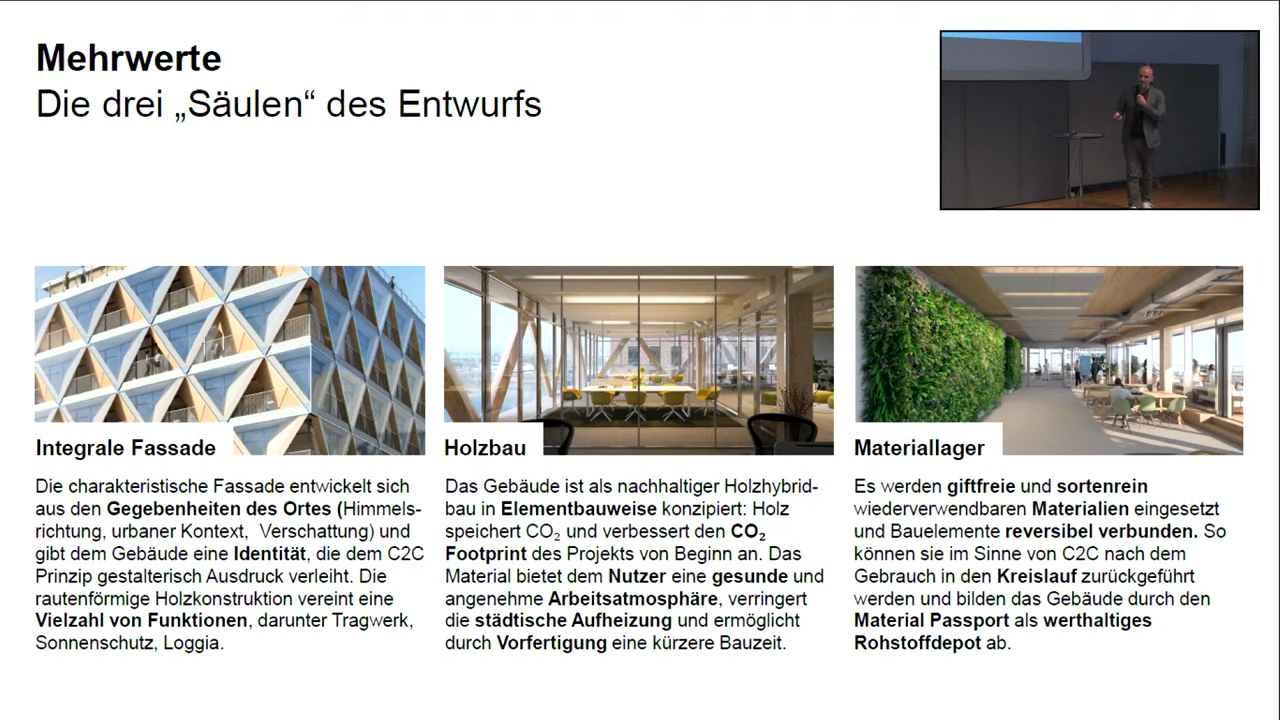 Mehrwerte
Die drei „Säulen“ des Entwurfs
Integrale Fassade
Die charakteristische Fassade entwickelt sich
aus den Gegebenheiten des Ortes (Himmels-
richtung, urbaner Kontext, Verschattung) und
gibt dem Gebäude eine Identität, die dem C2C
Prinzip gestalterisch Ausdruck verleiht. Die
rautenförmige Holzkonstruktion vereint eine
Vielzahl von Funktionen, darunter Tragwerk,
Sonnenschutz, Loggia.
Holzbau
Das Gebäude ist als nachhaltiger Holzhybrid-
bau in Elementbauweise konzipiert: Holz
speichert CO₂ und verbessert den CO₂
Footprint des Projekts von Beginn an. Das
Material bietet dem Nutzer eine gesunde und
angenehme Arbeitsatmosphäre, verringert
die städtische Aufheizung und ermöglicht
durch Vorfertigung eine kürzere Bauzeit.
Materiallager
Es werden giftfreie und sortenrein
wiederverwendbaren Materialien eingesetzt
und Bauelemente reversibel verbunden. So
können sie im Sinne von C2C nach dem
Gebrauch in den Kreislauf zurückgeführt
werden und bilden das Gebäude durch den
Material Passport als werthaltiges
Rohstoffdepot ab.